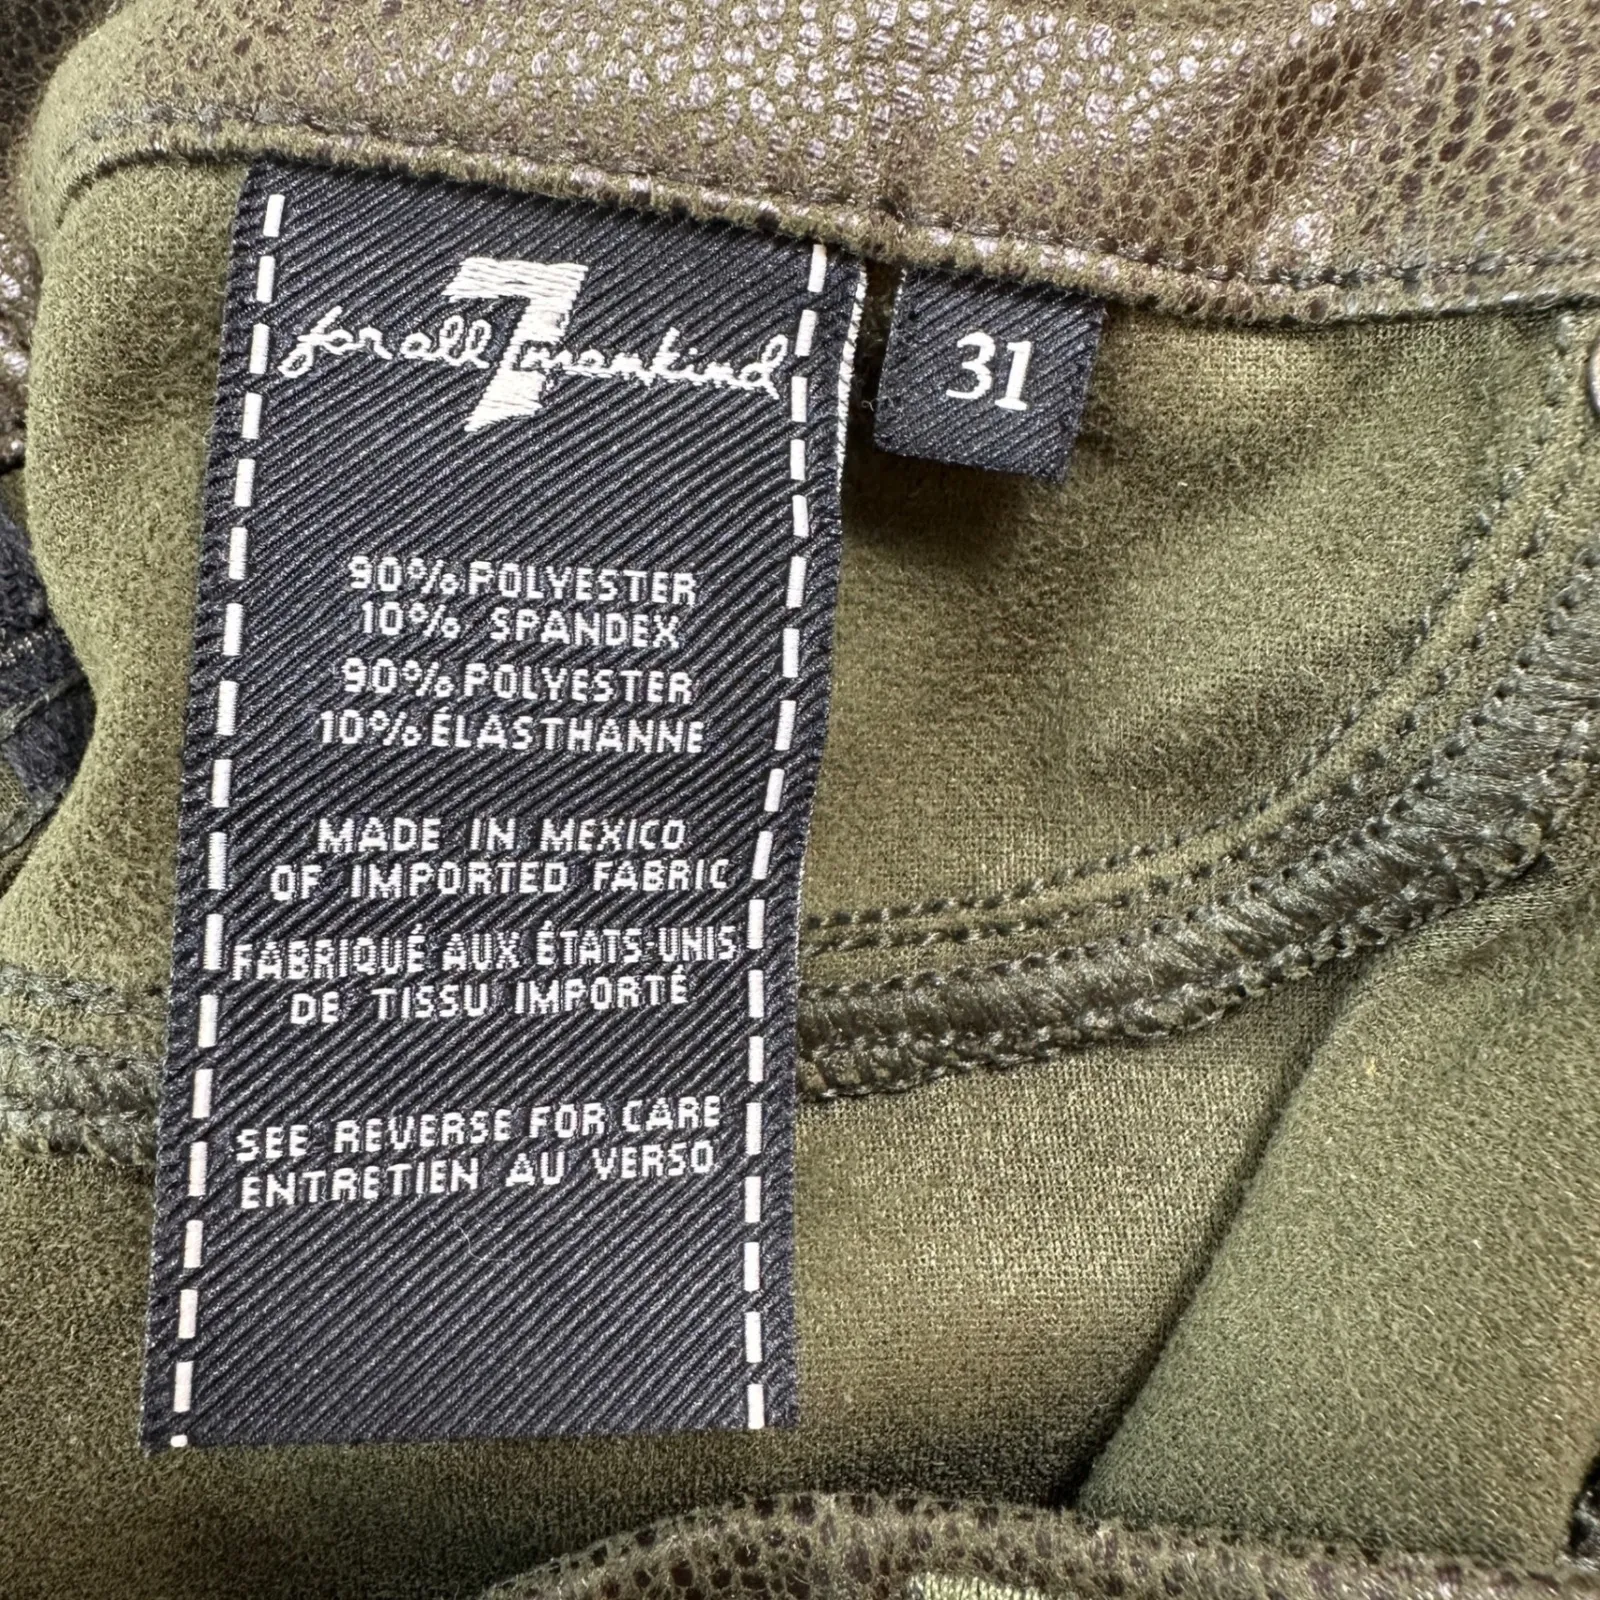 7
for all mankind
31
90% POLYESTER
10% SPANDEX
90% POLYESTER
10% ÉLASTHANNE
MADE IN MEXICO
OF IMPORTED FABRIC
FABRIQUÉ AUX ÉTATS-UNIS
DE TISSU IMPORTÉ
SEE REVERSE FOR CARE
ENTRETIEN AU VERSO